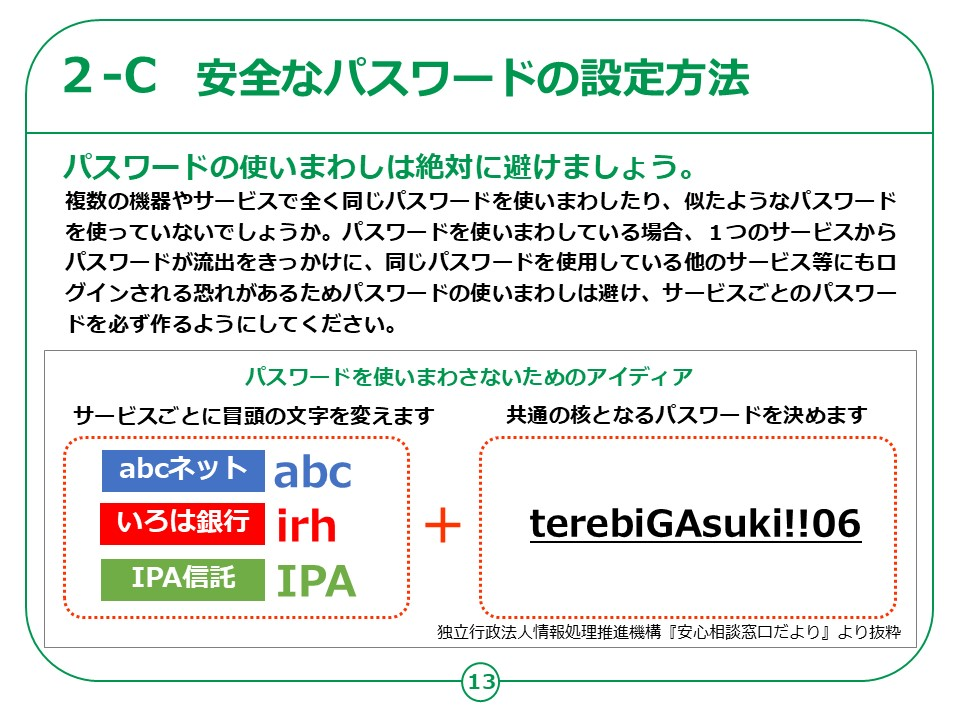 ２-C 安全なパスワードの設定方法
パスワードの使いまわしは絶対に避けましょう。
複数の機器やサービスで全く同じパスワードを使いまわしたり、似たようなパスワード
を使っていないでしょうか。パスワードを使いまわしている場合、１つのサービスから
パスワードが流出をきっかけに、同じパスワードを使用している他のサービス等にもロ
グインされる恐れがあるためパスワードの使いまわしは避け、サービスごとのパスワー
ドを必ず作るようにしてください。
パスワードを使いまわさないためのアイディア
サービスごとに冒頭の文字を変えます
abcネット abc
いろは銀行 irh
IPA信託 IPA
＋
共通の核となるパスワードを決めます
terebiGAsuki!!06
独立行政法人情報処理推進機構『安心相談窓口だより』より抜粋
13